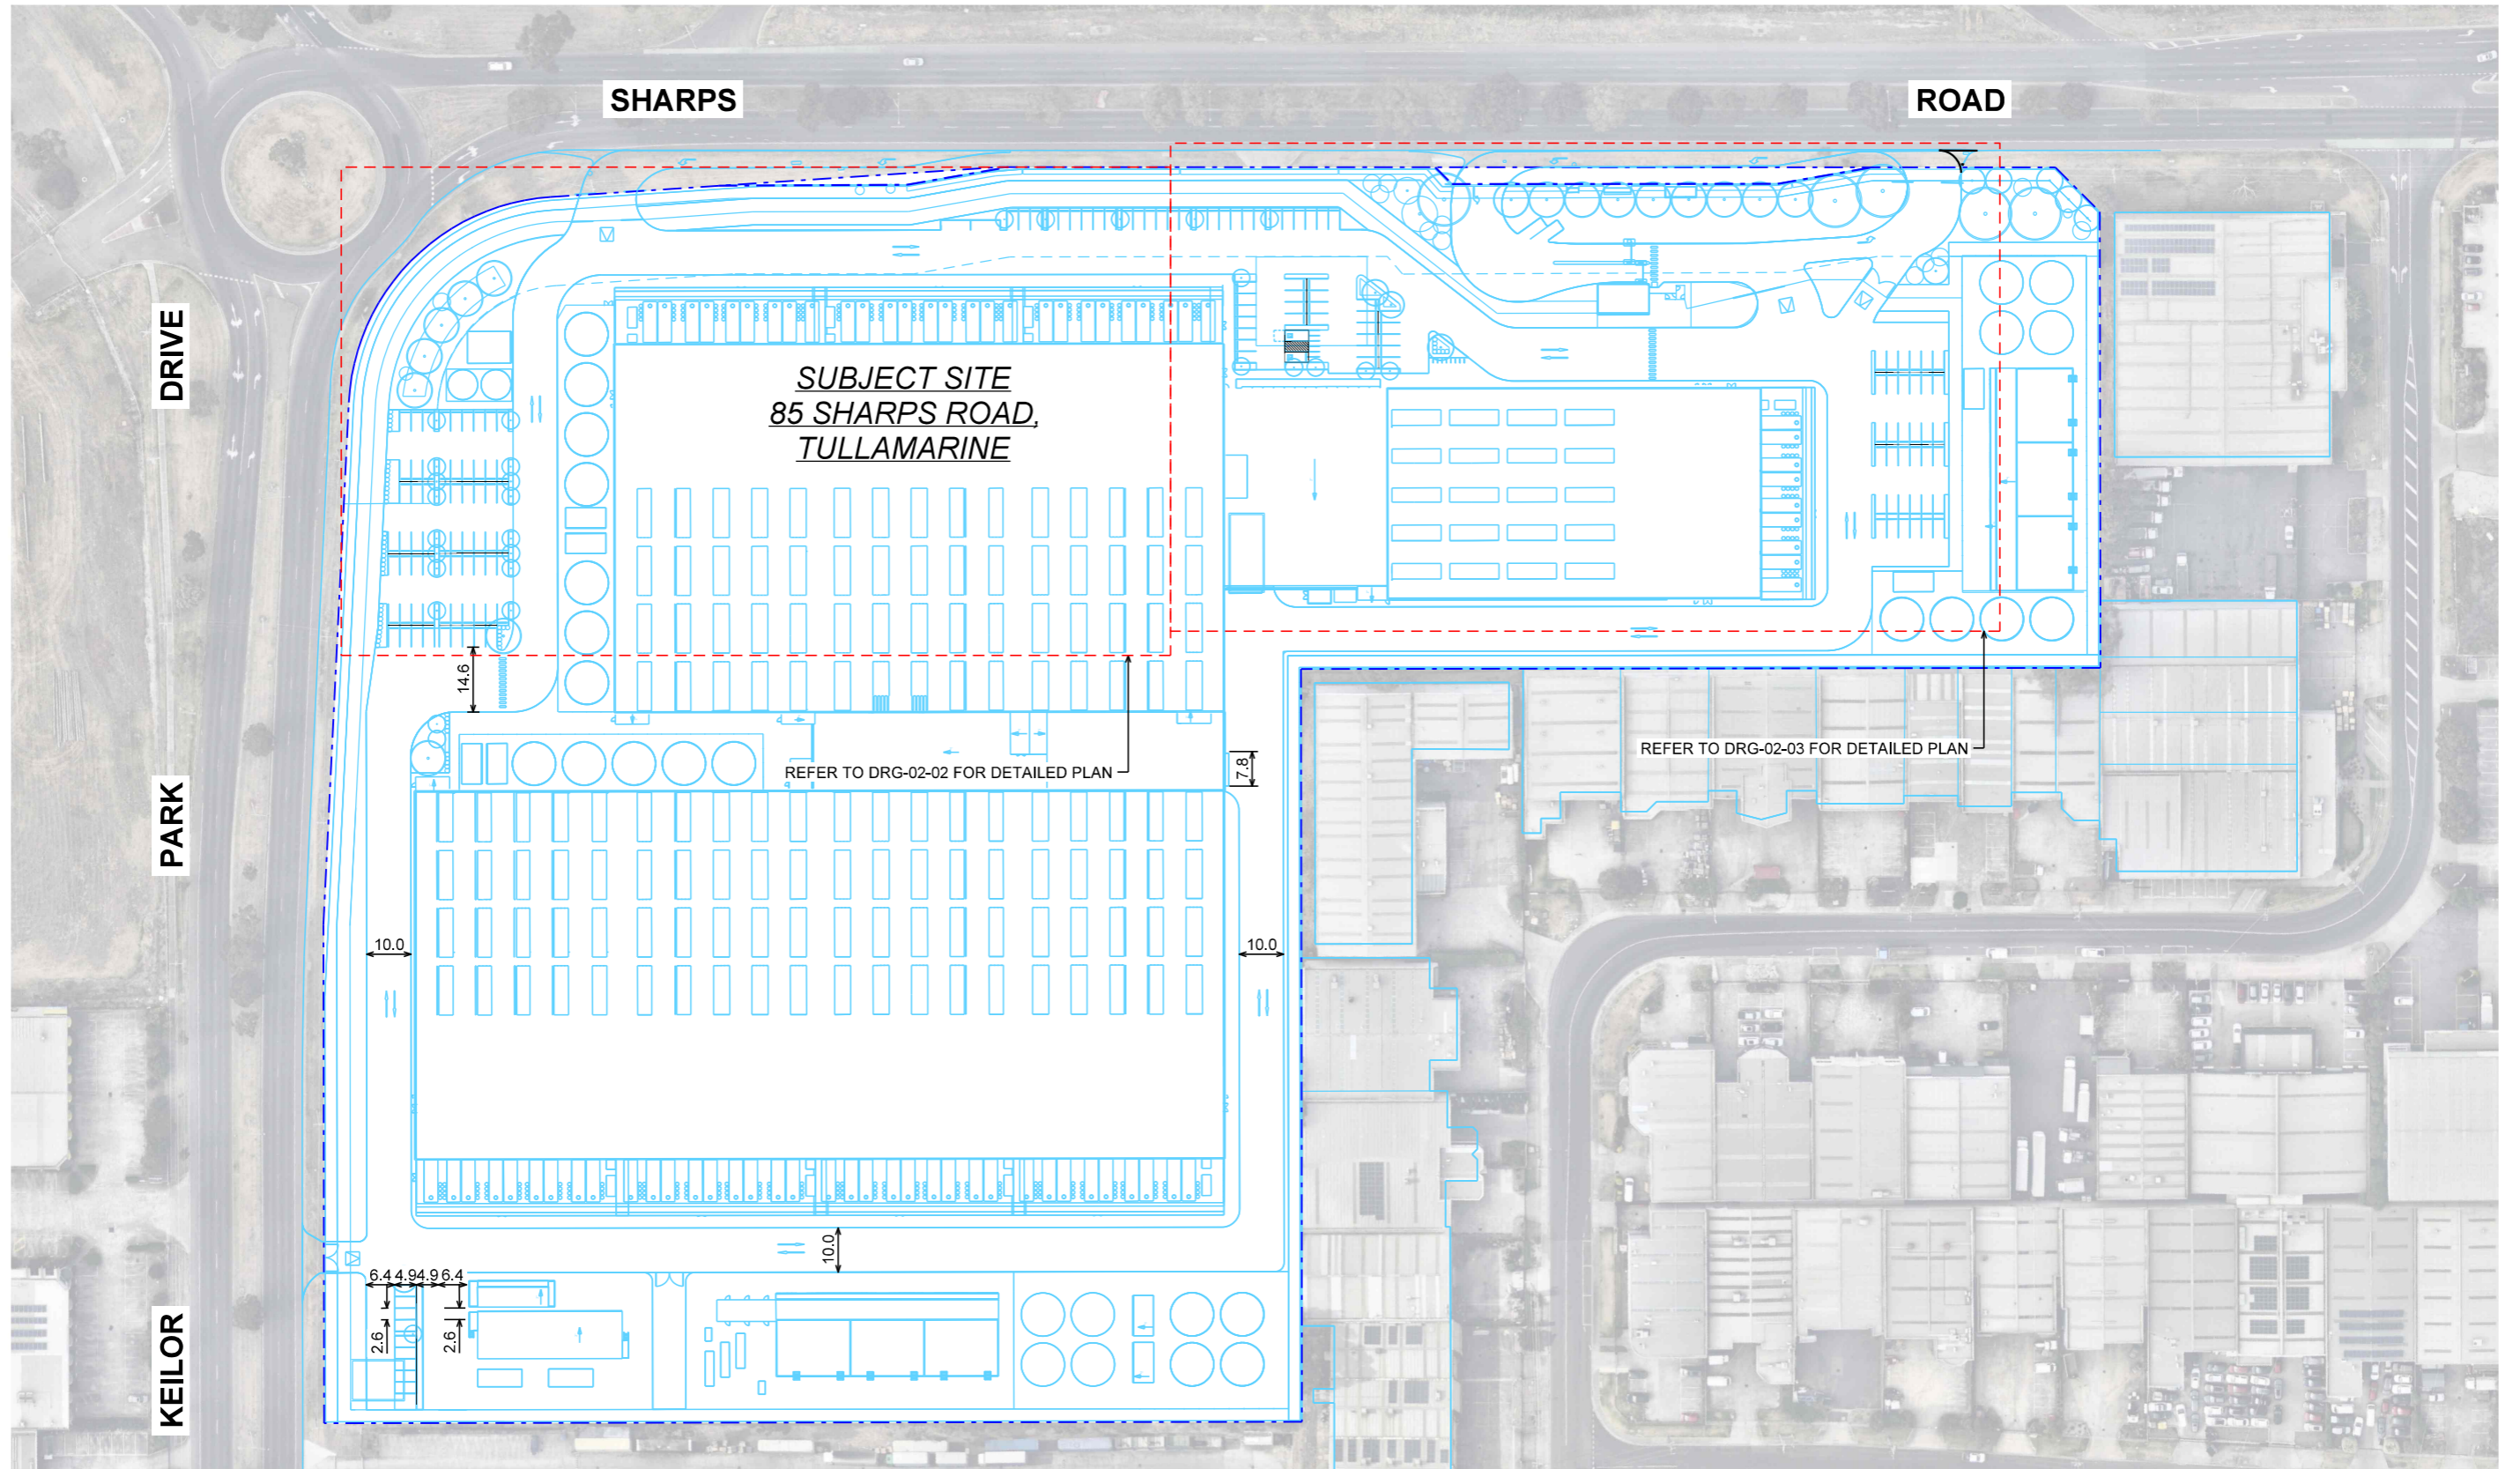 SHARPS
ROAD
DRIVE
SUBJECT SITE
85 SHARPS ROAD,
TULLAMARINE
14.6
REFER TO DRG-02-03 FOR DETAILED PLAN
REFER TO DRG-02-02 FOR DETAILED PLAN
7.8
PARK
10.0
10.0
10.0
6.4
4.9
4.9
6.4
2.6
2.6
KEILOR